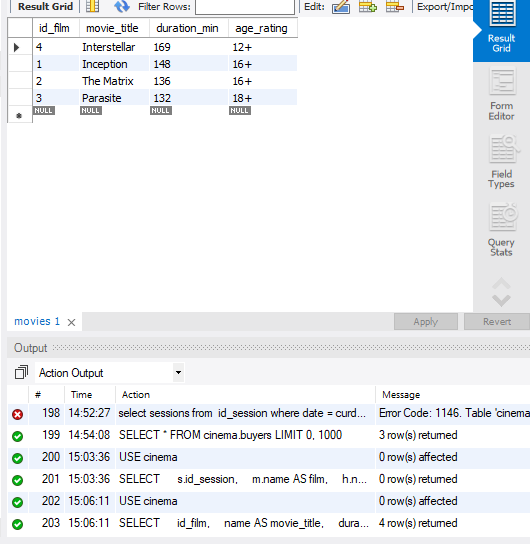 Result Grid Filter Rows: Edit: Export/Impo
id_film movie_title duration_min age_rating
4 Interstellar 169 12+
1 Inception 148 16+
2 The Matrix 136 16+
3 Parasite 132 18+
NULL NULL NULL NULL
Result
Grid
Form
Editor
Field
Types
Query
Stats
movies 1 Apply Revert
Output
Action Output
# Time Action Message
198 14:52:27 select sessions from id_session where date = curd... Error Code: 1146. Table 'cinema
199 14:54:08 SELECT * FROM cinema.buyers LIMIT 0, 1000 3 row(s) returned
200 15:03:36 USE cinema 0 row(s) affected
201 15:03:36 SELECT s.id_session, m.name AS film, h.n... 0 row(s) returned
202 15:06:11 USE cinema 0 row(s) affected
203 15:06:11 SELECT id_film, name AS movie_title, dura... 4 row(s) returned